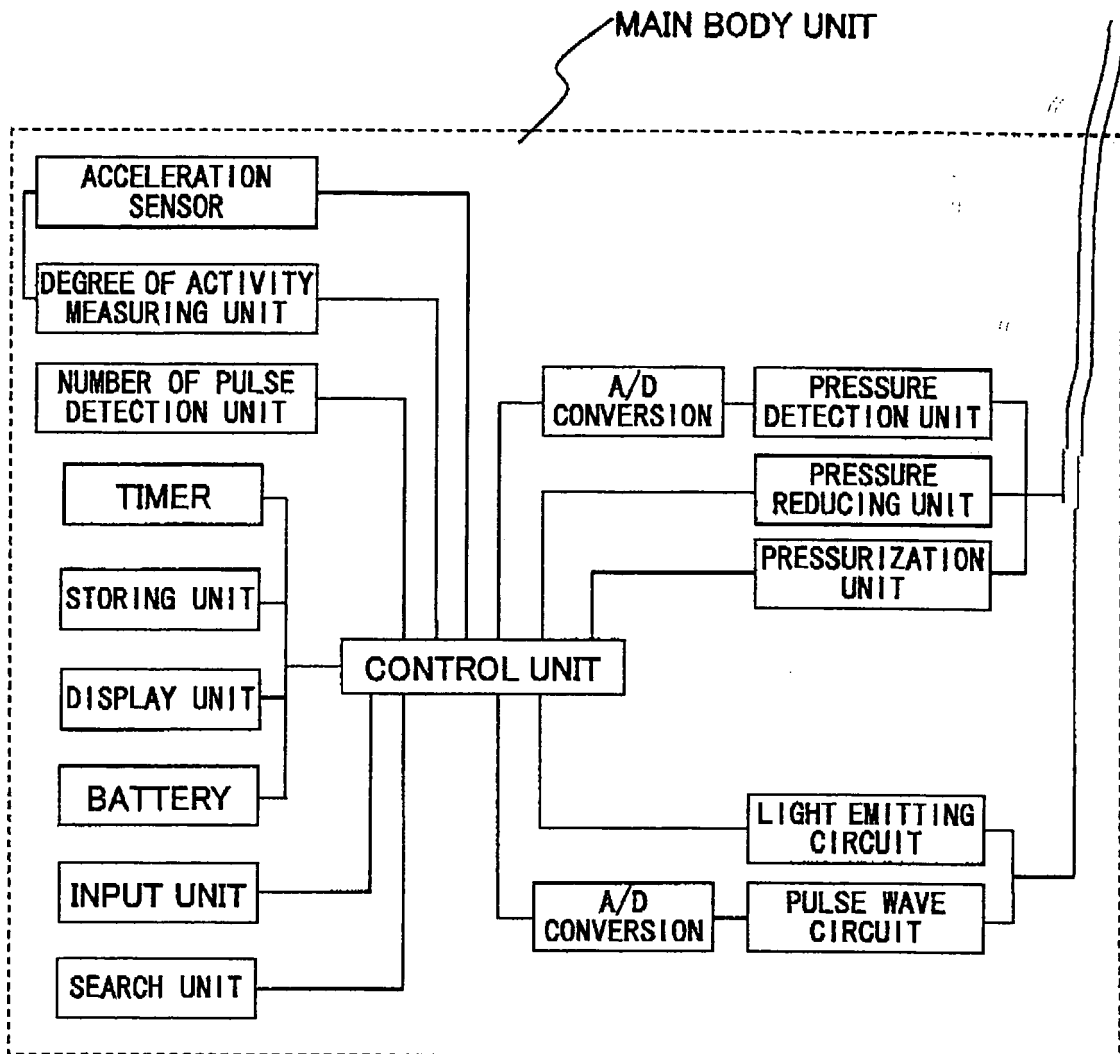 MAIN BODY UNIT
ACCELERATION
SENSOR
DEGREE OF ACTIVITY
MEASURING UNIT
NUMBER OF PULSE
DETECTION UNIT
TIMER
STORING UNIT
DISPLAY UNIT
BATTERY
INPUT UNIT
SEARCH UNIT
CONTROL UNIT
A/D
CONVERSION
PRESSURE
DETECTION UNIT
PRESSURE
REDUCING UNIT
PRESSURIZATION
UNIT
LIGHT EMITTING
CIRCUIT
A/D
CONVERSION
PULSE WAVE
CIRCUIT